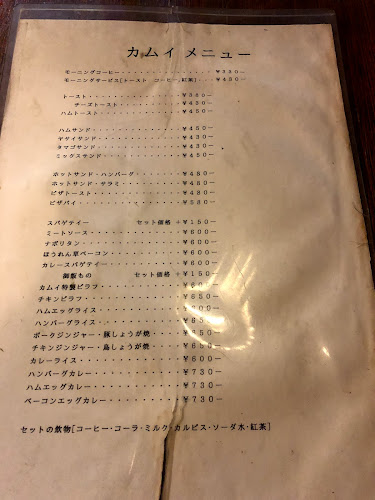 カムイ メニュー
モーニングコーヒー・・・・・・・・・・・・・・￥330－
モーニングサービス[トースト コーヒー,紅茶]・・・￥430－
トースト・・・・・・・・・・・・・・・￥380－
チーズトースト・・・・・・・・・￥430－
ハムトースト・・・・・・・・・・・￥450－
ハムサンド・・・・・・・・・・・・・￥450－
ヤサイサンド・・・・・・・・・・・￥430－
タマゴサンド・・・・・・・・・・・￥430－
ミックスサンド・・・・・・・・・・￥450－
ホットサンド・ハンバーグ・・・・・￥480－
ホットサンド・サラミ・・・・・・・￥480－
ピザトースト・・・・・・・・・・・￥480－
ピザパイ・・・・・・・・・・・・・￥580－
スパゲティー セット価格 ＋￥150－
ミートソース・・・・・・・・・・・￥600－
ナポリタン・・・・・・・・・・・・￥600－
ほうれん草ベーコン・・・・・・・・￥600－
カレースパゲティー・・・・・・・・￥600－
御飯もの セット価格 ＋￥150－
カムイ特製ピラフ・・・・・・・・・￥60
チキンピラフ・・・・・・・・・・・￥650－
ハムエッグライス・・・・・・・・・￥700－
ハンバーグライス・・・・・・・・・￥65
ポークジンジャー・豚しょうが焼・・・￥650－
チキンジンジャー・鳥しょうが焼・・・￥650－
カレーライス・・・・・・・・・・・￥600－
ハンバーグカレー・・・・・・・・・￥730－
ハムエッグカレー・・・・・・・・・￥730－
ベーコンエッグカレー・・・・・・・￥730－
セットの飲物[コーヒー・コーラ・ミルク・カルピス・ソーダ水・紅茶]